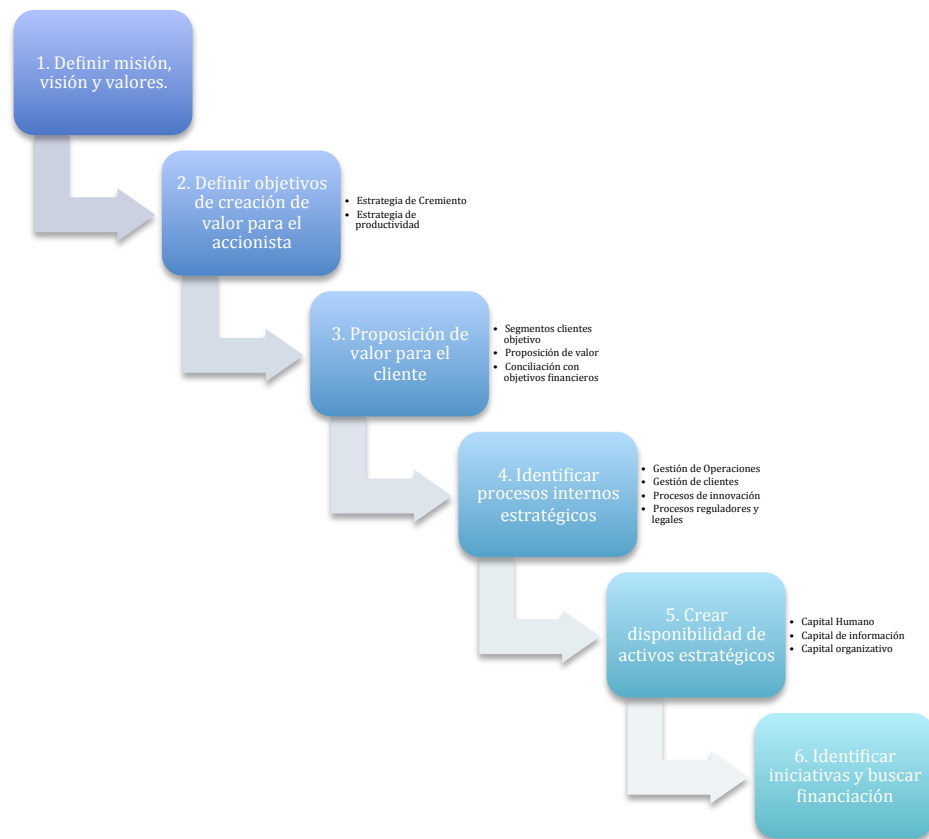 1. Definir misión,
visión y valores.
2. Definir objetivos
de creación de
valor para el
accionista
• Estrategia de Cremiento
• Estrategia de
productividad
3. Proposición de
valor para el
cliente
• Segmentos clientes
objetivo
• Proposición de valor
• Conciliación con
objetivos financieros
4. Identificar
procesos internos
estratégicos
• Gestión de Operaciones
• Gestión de clientes
• Procesos de innovación
• Procesos reguladores y
legales
5. Crear
disponibilidad de
activos estratégicos
• Capital Humano
• Capital de información
• Capital organizativo
6. Identificar
iniciativas y buscar
financiación